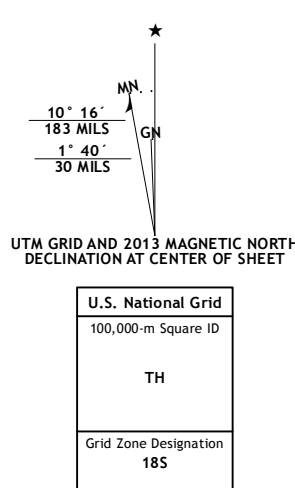 ★
MN
GN
10° 16´
183 MILS
1° 40´
30 MILS
UTM GRID AND 2013 MAGNETIC NORTH
DECLINATION AT CENTER OF SHEET
U.S. National Grid
100,000-m Square ID
TH
Grid Zone Designation
18S